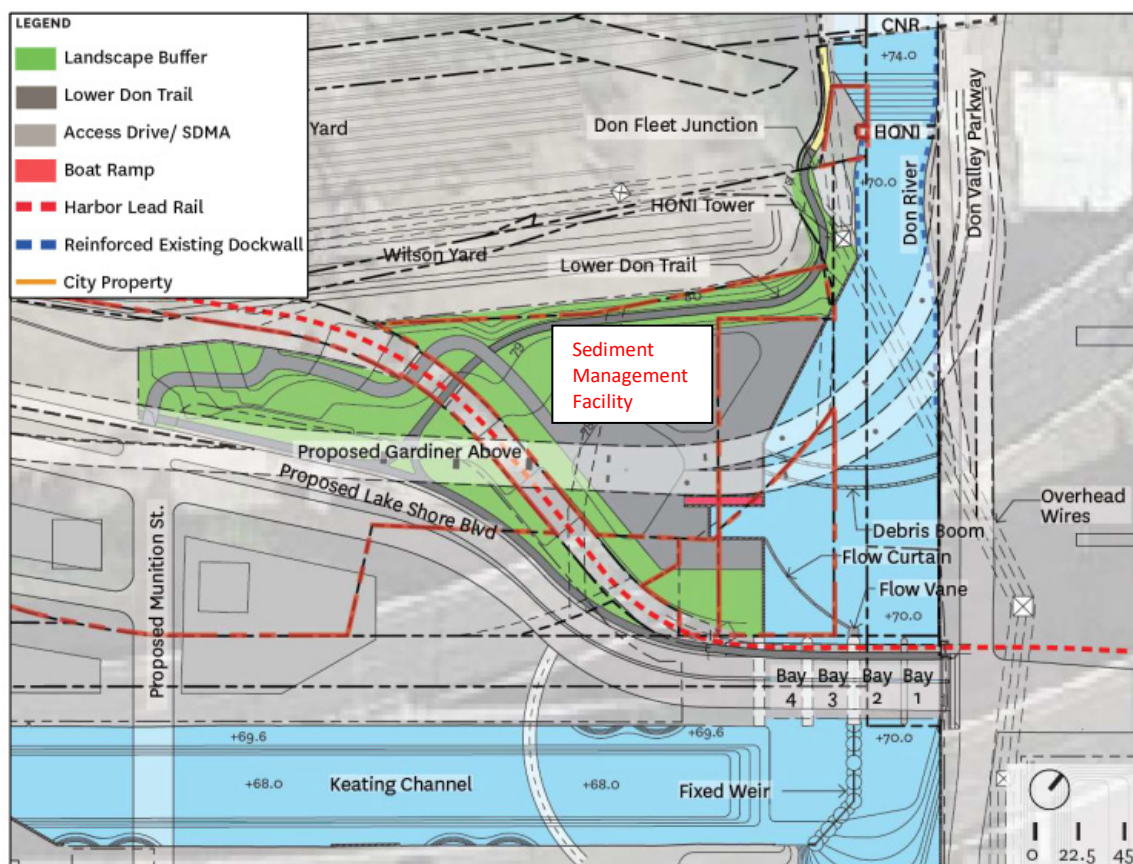 LEGEND
Landscape Buffer
Lower Don Trail
Access Drive/ SDMA
Boat Ramp
Harbor Lead Rail
Reinforced Existing Dockwall
City Property
Yard
CNR
+74.0
Don Fleet Junction
HONI
+70.0
Don River
Don Valley Parkway
HONI Tower
Wilson Yard
Lower Don Trail
80
79
Sediment
Management
Facility
Proposed Gardiner Above
Proposed Lake Shore Blvd
Overhead
Wires
Debris Boom
Flow Curtain
Flow Vane
+70.0
Proposed Munition St.
Bay
4
Bay
3
Bay
2
Bay
1
+69.6
+69.6
+70.0
+68.0
Keating Channel
+68.0
Fixed Weir
0 22.5 45